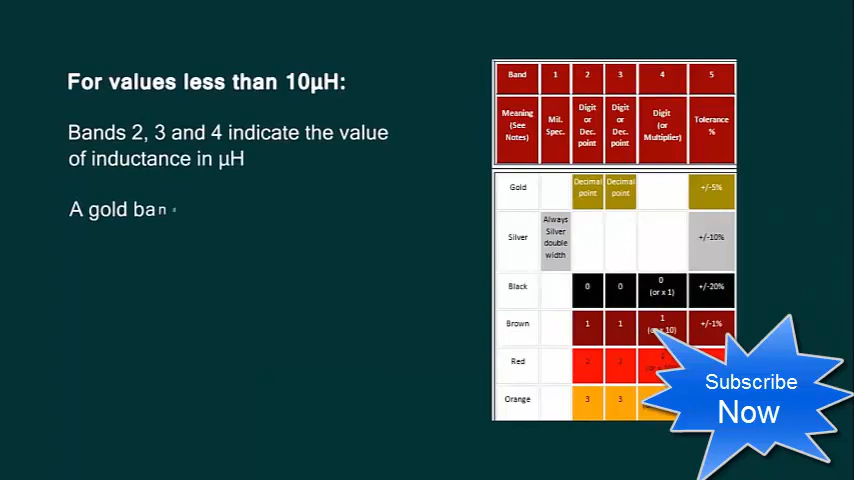 For values less than 10µH:
Bands 2, 3 and 4 indicate the value
of inductance in µH
A gold ban
Band 1 2 3 4 5
Meaning (See Notes) Mil. Spec. Digit or Dec. point Digit or Dec. point Digit (or Multiplier) Tolerance %
Gold Decimal point Decimal point +/-5%
Silver Always Silver double width +/-10%
Black 0 0 0 (or x 1) +/-20%
Brown 1 1 1 (or x 10) +/-1%
Red 2 2
Orange 3 3
Subscribe
Now